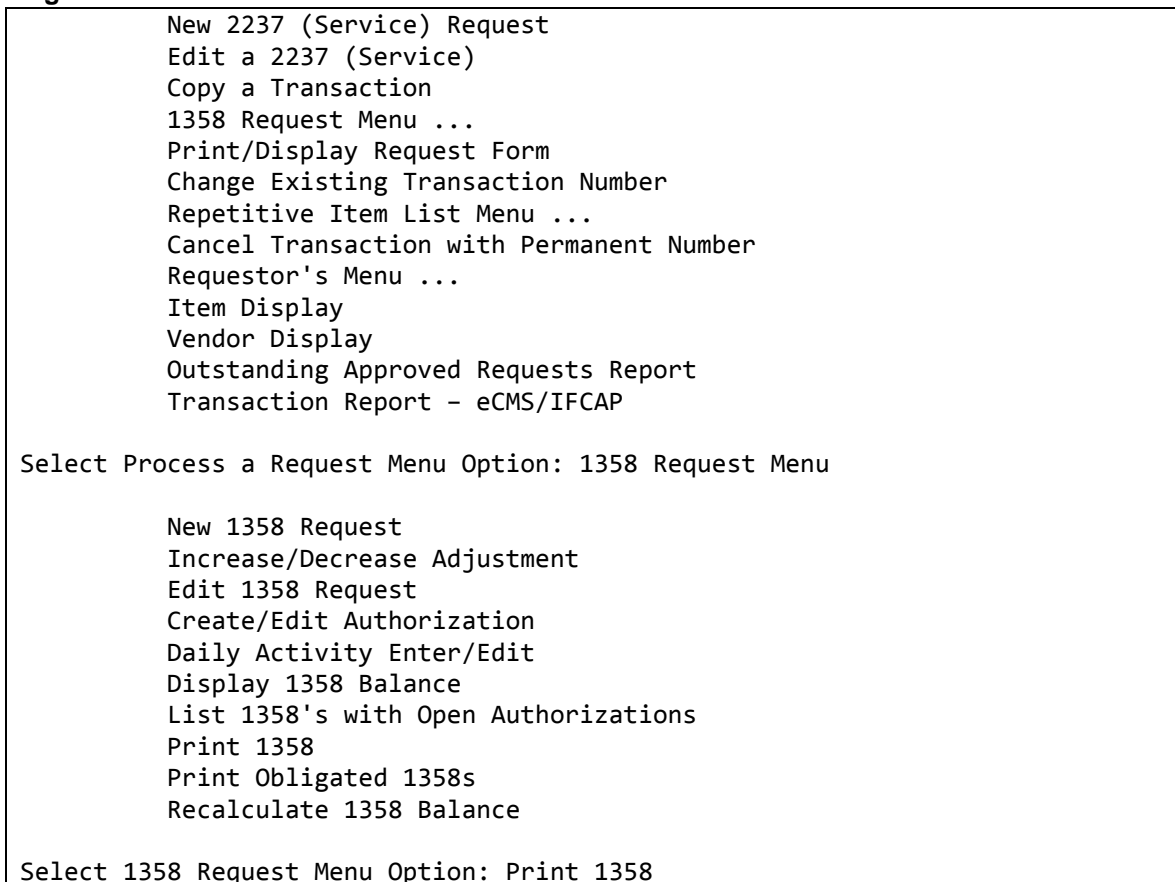 New 2237 (Service) Request
Edit a 2237 (Service)
Copy a Transaction
1358 Request Menu ...
Print/Display Request Form
Change Existing Transaction Number
Repetitive Item List Menu ...
Cancel Transaction with Permanent Number
Requestor's Menu ...
Item Display
Vendor Display
Outstanding Approved Requests Report
Transaction Report – eCMS/IFCAP
Select Process a Request Menu Option: 1358 Request Menu
New 1358 Request
Increase/Decrease Adjustment
Edit 1358 Request
Create/Edit Authorization
Daily Activity Enter/Edit
Display 1358 Balance
List 1358's with Open Authorizations
Print 1358
Print Obligated 1358s
Recalculate 1358 Balance
Select 1358 Request Menu Option: Print 1358